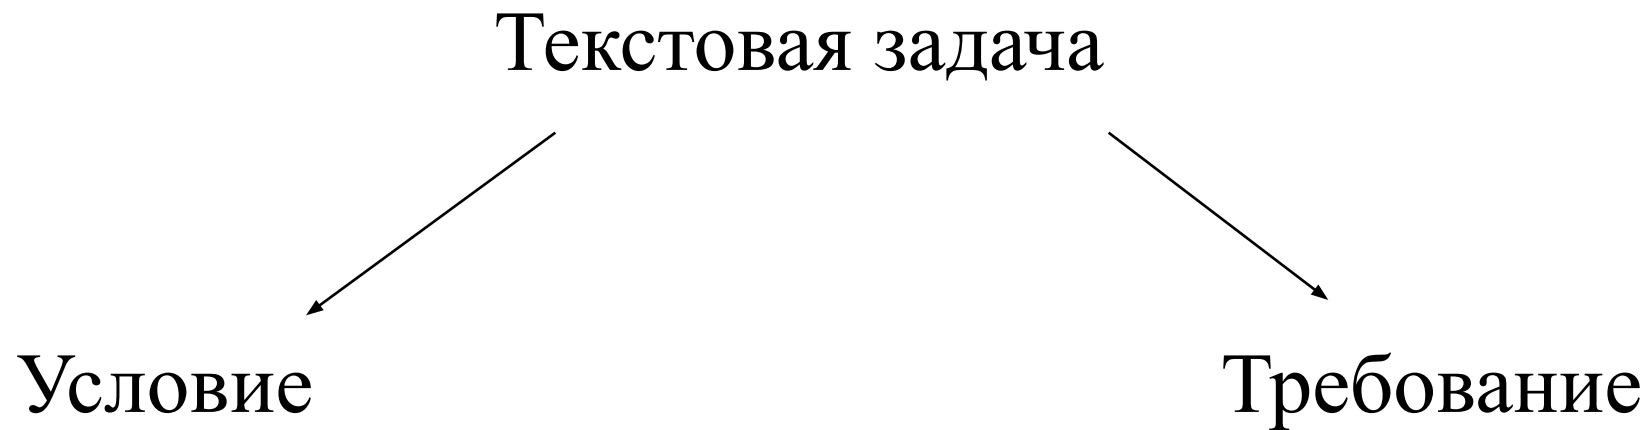 Текстовая задача
Условие
Требование